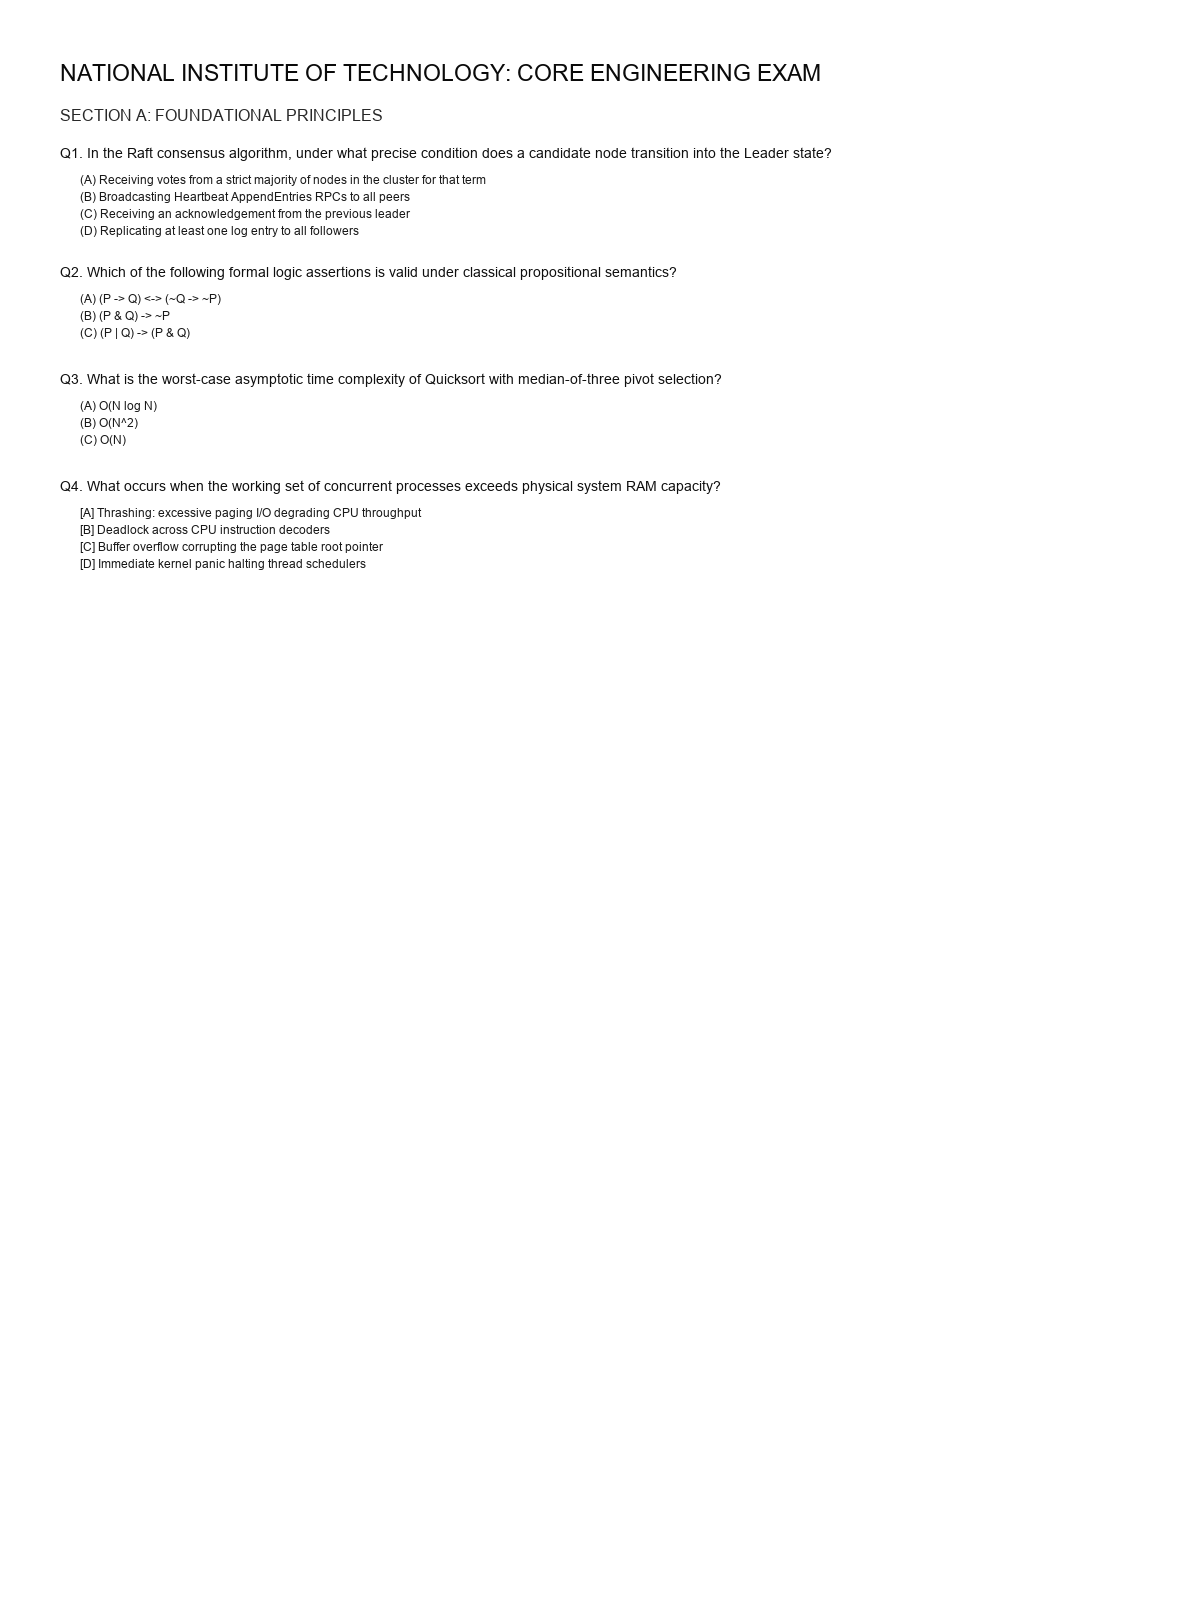 NATIONAL INSTITUTE OF TECHNOLOGY: CORE ENGINEERING EXAM
SECTION A: FOUNDATIONAL PRINCIPLES
Q1. In the Raft consensus algorithm, under what precise condition does a candidate node transition into the Leader state?
(A) Receiving votes from a strict majority of nodes in the cluster for that term
(B) Broadcasting Heartbeat AppendEntries RPCs to all peers
(C) Receiving an acknowledgement from the previous leader
(D) Replicating at least one log entry to all followers
Q2. Which of the following formal logic assertions is valid under classical propositional semantics?
(A) (P -> Q) <-> (~Q -> ~P)
(B) (P & Q) -> ~P
(C) (P | Q) -> (P & Q)
Q3. What is the worst-case asymptotic time complexity of Quicksort with median-of-three pivot selection?
(A) O(N log N)
(B) O(N^2)
(C) O(N)
Q4. What occurs when the working set of concurrent processes exceeds physical system RAM capacity?
[A] Thrashing: excessive paging I/O degrading CPU throughput
[B] Deadlock across CPU instruction decoders
[C] Buffer overflow corrupting the page table root pointer
[D] Immediate kernel panic halting thread schedulers